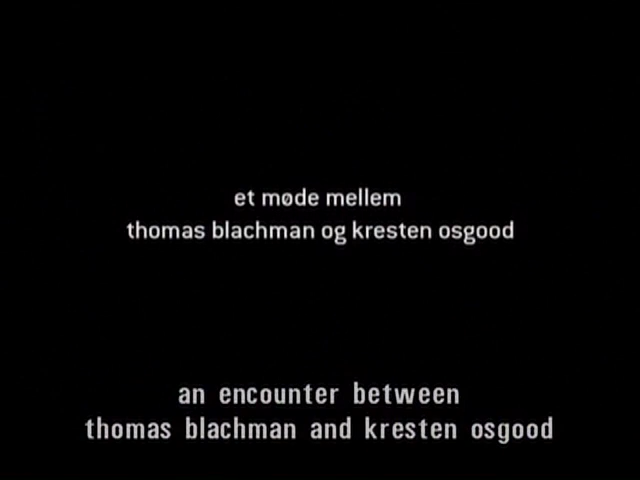 et møde mellem
thomas blachman og kresten osgood
an encounter between
thomas blachman and kresten osgood